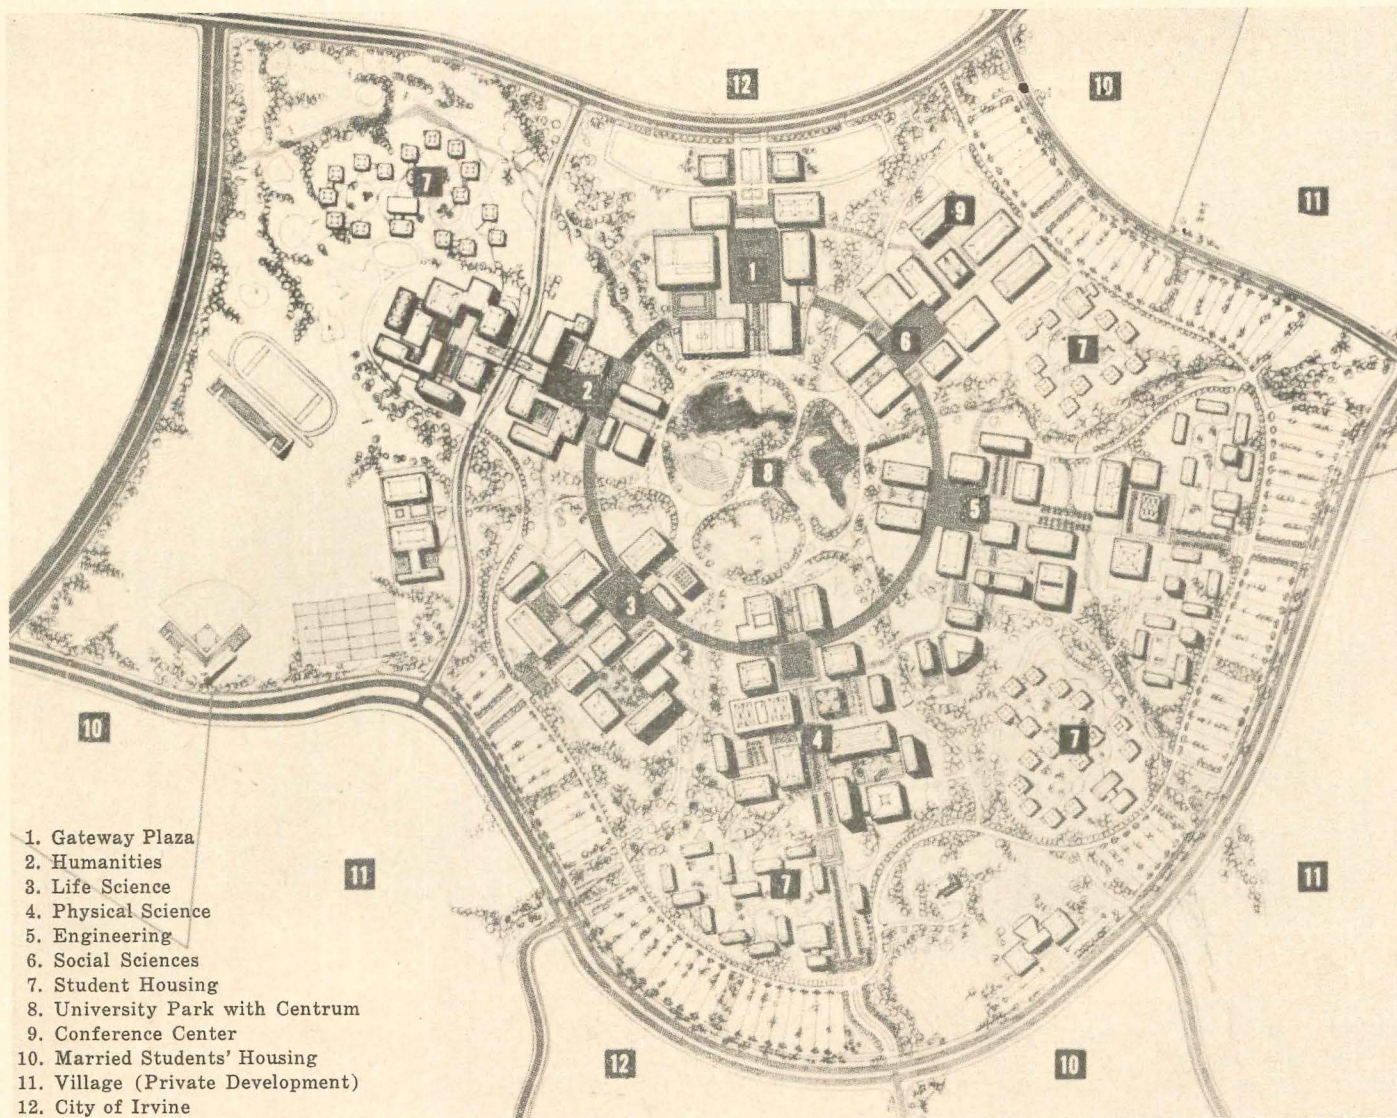 12
10
7
11
9
1
6
7
2
8
5
3
10
4
7
11
7
11
12
10
1. Gateway Plaza
2. Humanities
3. Life Science
4. Physical Science
5. Engineering
6. Social Sciences
7. Student Housing
8. University Park with Centrum
9. Conference Center
10. Married Students' Housing
11. Village (Private Development)
12. City of Irvine